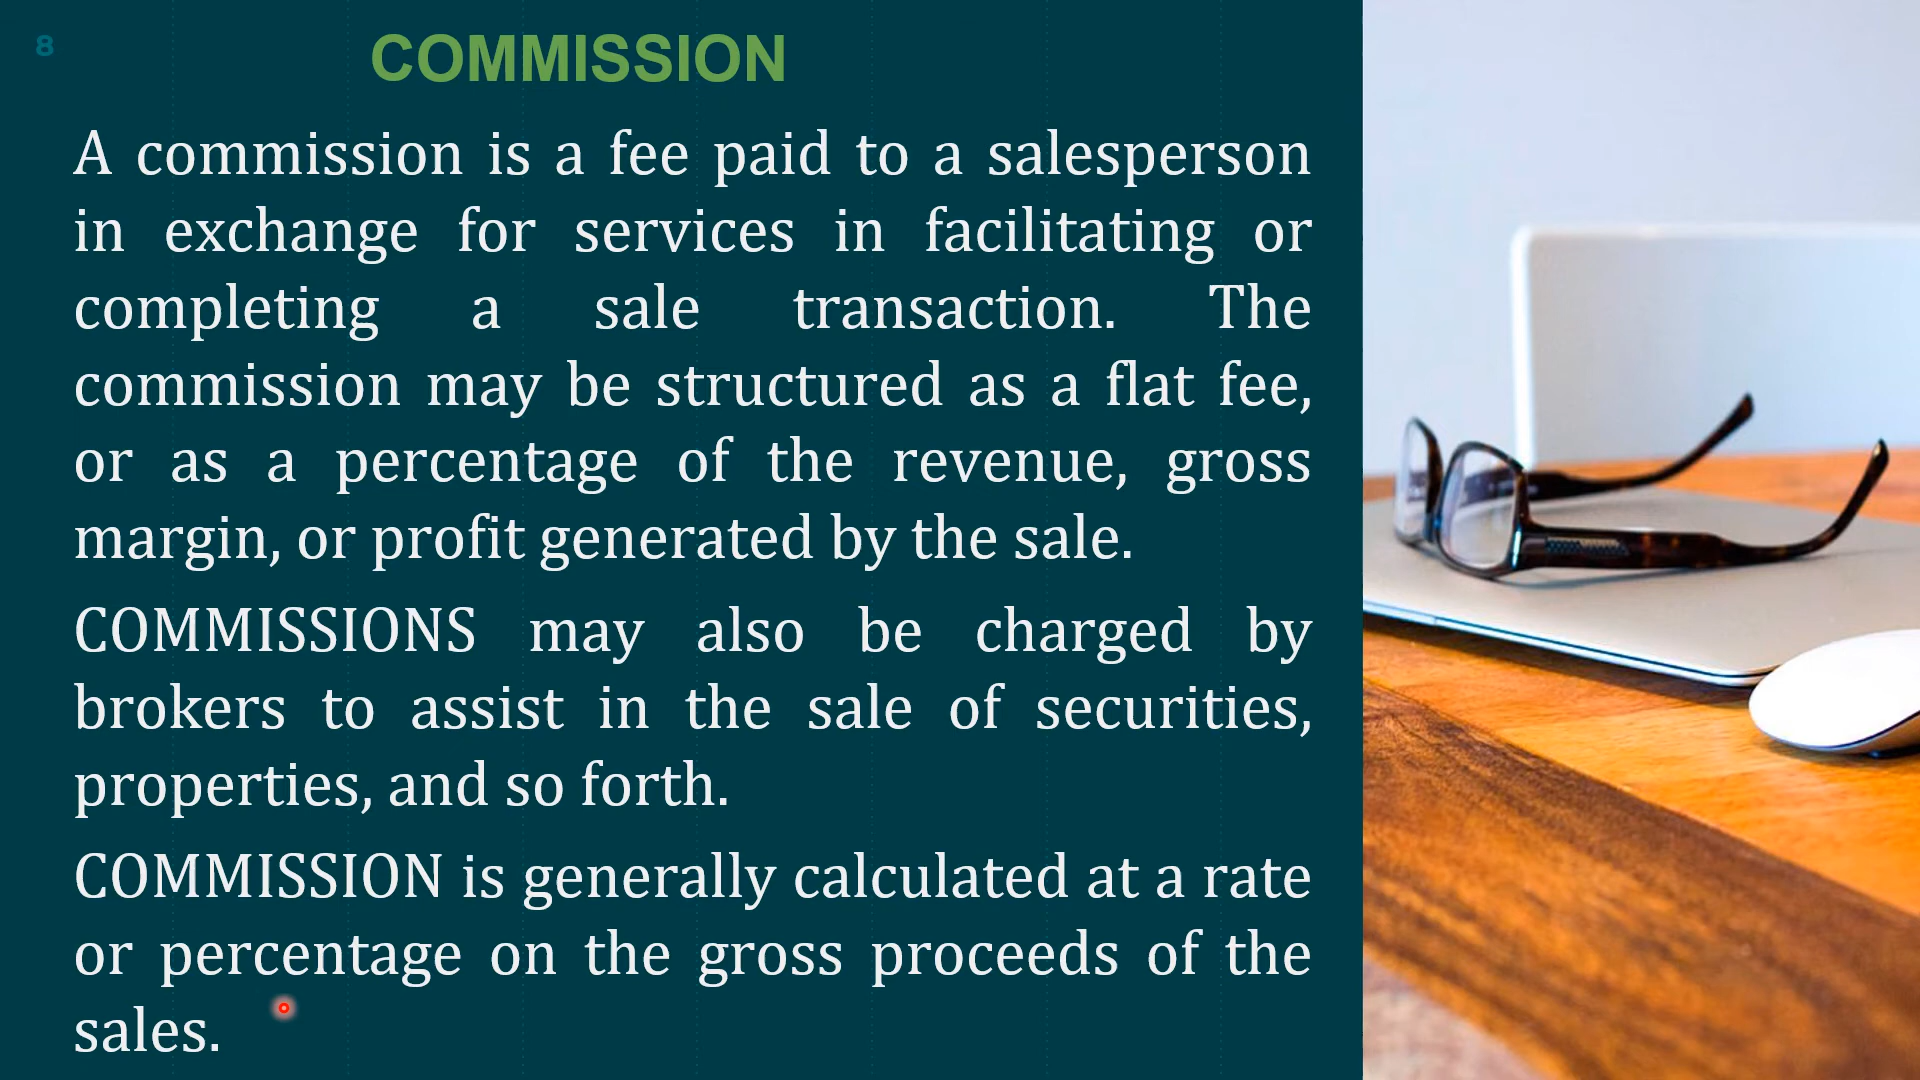 8
COMMISSION
A commission is a fee paid to a salesperson
in exchange for services in facilitating or
completing a sale transaction. The
commission may be structured as a flat fee,
or as a percentage of the revenue, gross
margin, or profit generated by the sale.
COMMISSIONS may also be charged by
brokers to assist in the sale of securities,
properties, and so forth.
COMMISSION is generally calculated at a rate
or percentage on the gross proceeds of the
sales.